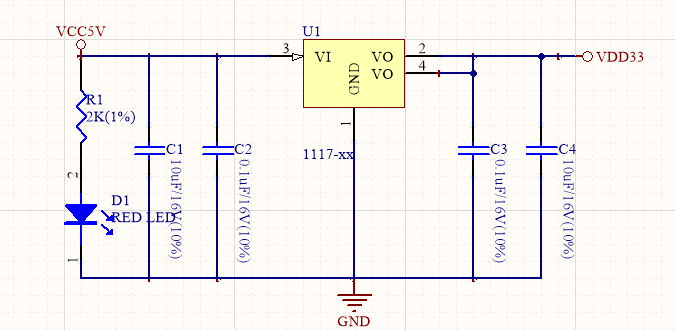 VCC5V
U1
3
VI
VO
2
VDD33
VO
4
GND
R1
2K(1%)
1
1117-xx
C1
10uF/16V(10%)
C2
0.1uF/16V(10%)
C3
0.1uF/16V(10%)
C4
10uF/16V(10%)
2
D1
RED LED
1
GND